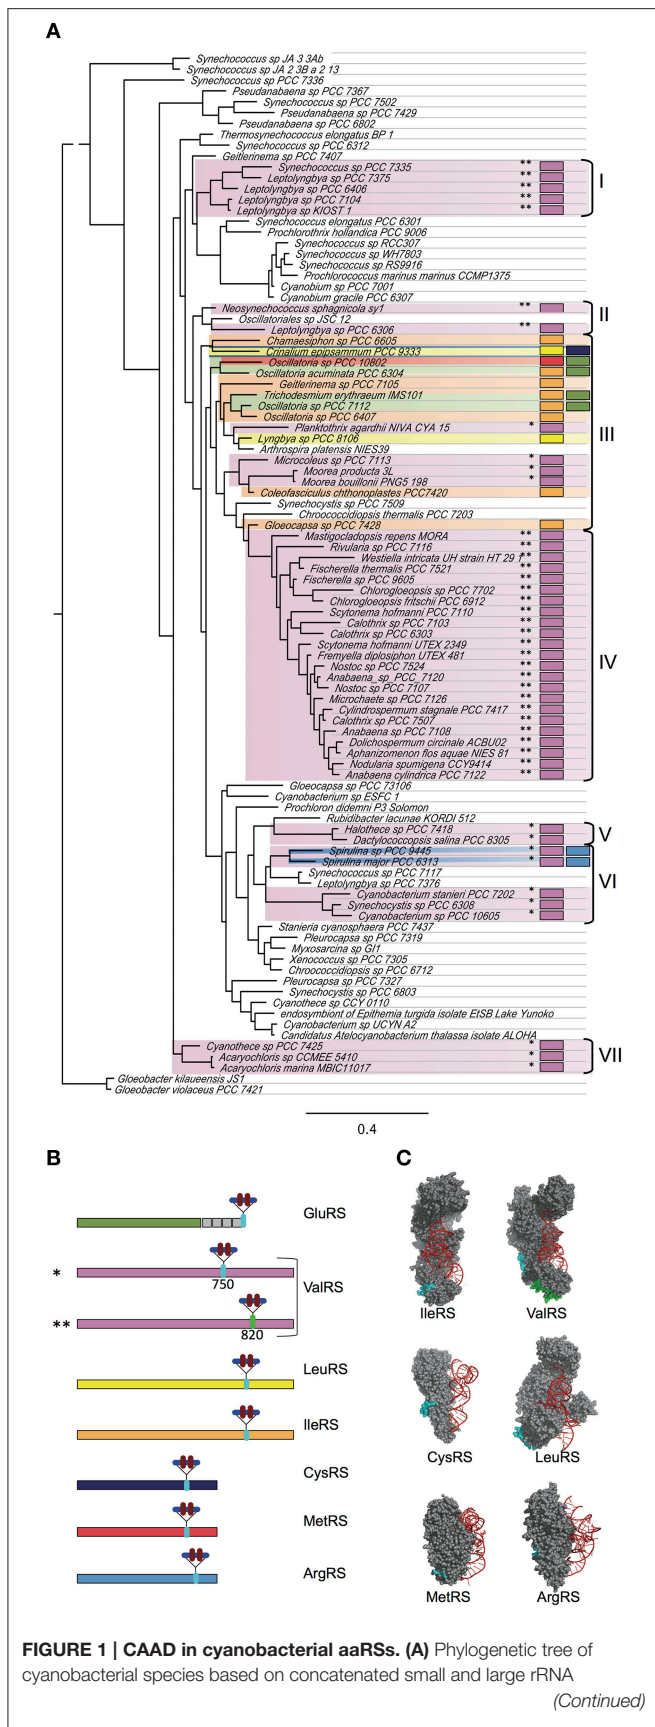 A
Synechococcus sp JA 3 3Ab
Synechococcus sp JA 2 3B a 2 13
Synechococcus sp PCC 7336
Pseudanabaena sp PCC 7367
Synechococcus sp PCC 7502
Pseudanabaena sp PCC 7429
Pseudanabaena sp PCC 6802
Thermosynechococcus elongatus BP 1
Synechococcus sp PCC 6312
Geitlerinema sp PCC 7407
Synechococcus sp PCC 7335 **
Leptolyngbya sp PCC 7375 **
Leptolyngbya sp PCC 6406 **
Leptolyngbya sp PCC 7104 **
Leptolyngbya sp KIOST 1 **
I
Synechococcus elongatus PCC 6301
Prochlorothrix hollandica PCC 9006
Synechococcus sp RCC307
Synechococcus sp WH7803
Synechococcus sp RS9916
Prochlorococcus marinus marinus CCMP1375
Cyanobium sp PCC 7001
Cyanobium gracile PCC 6307
Neosynechococcus sphagnicola sy1 **
Oscillatoriales sp JSC 12
Leptolyngbya sp PCC 6306 **
II
Chamaesiphon sp PCC 6605
Crinalium epipsammum PCC 9333
Oscillatoria sp PCC 10802
Oscillatoria acuminata PCC 6304
Geitlerinema sp PCC 7105
Trichodesmium erythraeum IMS101
Oscillatoria sp PCC 7112
Oscillatoria sp PCC 6407
Planktothrix agardhii NIVA CYA 15 *
Lyngbya sp PCC 8106
Arthrospira platensis NIES39
Microcoleus sp PCC 7113 *
Moorea producta 3L *
Moorea bouillonii PNG5 198 *
Coleofasciculus chthonoplastes PCC7420
Synechocystis sp PCC 7509
Chroococcidiopsis thermalis PCC 7203
Gloeocapsa sp PCC 7428
III
Mastigocladopsis repens MORA **
Rivularia sp PCC 7116 **
Westiella intricata UH strain HT 29 1 **
Fischerella thermalis PCC 7521 **
Fischerella sp PCC 9605 **
Chlorogloeopsis sp PCC 7702 **
Chlorogloeopsis fritschii PCC 6912 **
Scytonema hofmanni PCC 7110 **
Calothrix sp PCC 7103 **
Calothrix sp PCC 6303 **
Scytonema hofmanni UTEX 2349 **
Fremyella diplosiphon UTEX 481 **
Nostoc sp PCC 7524 **
Anabaena_sp_PCC_7120 **
Nostoc sp PCC 7107 **
Microchaete sp PCC 7126 **
Cylindrospermum stagnale PCC 7417 **
Calothrix sp PCC 7507 **
Anabaena sp PCC 7108 **
Dolichospermum circinale ACBU02 **
Aphanizomenon flos aquae NIES 81 **
Nodularia spumigena CCY9414 **
Anabaena cylindrica PCC 7122 **
IV
Gloeocapsa sp PCC 73106
Cyanobacterium sp ESFC 1
Prochloron didemni P3 Solomon
Rubidibacter lacunae KORDI 512
Halothece sp PCC 7418 *
Dactylococcopsis salina PCC 8305 *
V
Spirulina sp PCC 9445 *
Spirulina major PCC 6313 *
Synechococcus sp PCC 7117
Leptolyngbya sp PCC 7376
Cyanobacterium stanieri PCC 7202 *
Synechocystis sp PCC 6308 *
Cyanobacterium sp PCC 10605 *
VI
Stanieria cyanosphaera PCC 7437
Pleurocapsa sp PCC 7319
Myxosarcina sp GI1
Xenococcus sp PCC 7305
Chroococcidiopsis sp PCC 6712
Pleurocapsa sp PCC 7327
Synechocystis sp PCC 6803
Cyanothece sp CCY 0110
endosymbiont of Epithemia turgida isolate EtSB Lake Yunoko
Cyanobacterium sp UCYN A2
Candidatus Atelocyanobacterium thalassa isolate ALOHA
Cyanothece sp PCC 7425 *
Acaryochloris sp CCMEE 5410 *
Acaryochloris marina MBIC11017 *
VII
Gloeobacter kilaueensis JS1
Gloeobacter violaceus PCC 7421
0.4
B
GluRS
*
750
ValRS
**
820
LeuRS
IleRS
CysRS
MetRS
ArgRS
C
IleRS ValRS
CysRS LeuRS
MetRS ArgRS
FIGURE 1 | CAAD in cyanobacterial aaRSs. (A) Phylogenetic tree of
cyanobacterial species based on concatenated small and large rRNA
(Continued)